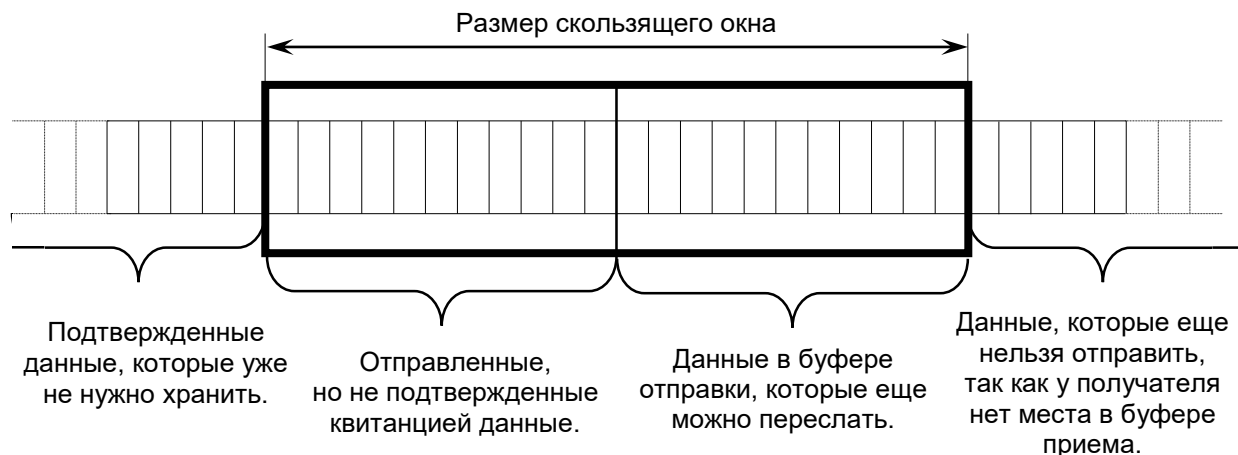 Размер скользящего окна
Подтвержденные
данные, которые уже
не нужно хранить.
Отправленные,
но не подтвержденные
квитанцией данные.
Данные в буфере
отправки, которые еще
можно переслать.
Данные, которые еще
нельзя отправить,
так как у получателя
нет места в буфере
приема.